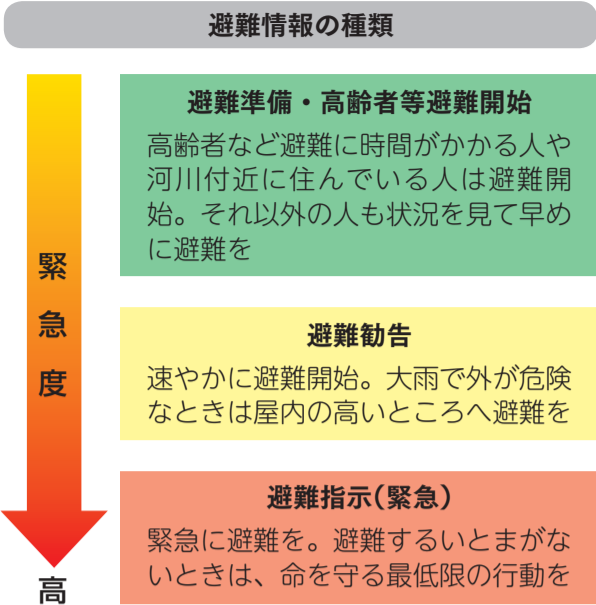 避難情報の種類
緊急度
高
避難準備・高齢者等避難開始
高齢者など避難に時間がかかる人や
河川付近に住んでいる人は避難開
始。それ以外の人も状況を見て早め
に避難を
避難勧告
速やかに避難開始。大雨で外が危険
なときは屋内の高いところへ避難を
避難指示(緊急)
緊急に避難を。避難するいとまがな
いときは、命を守る最低限の行動を